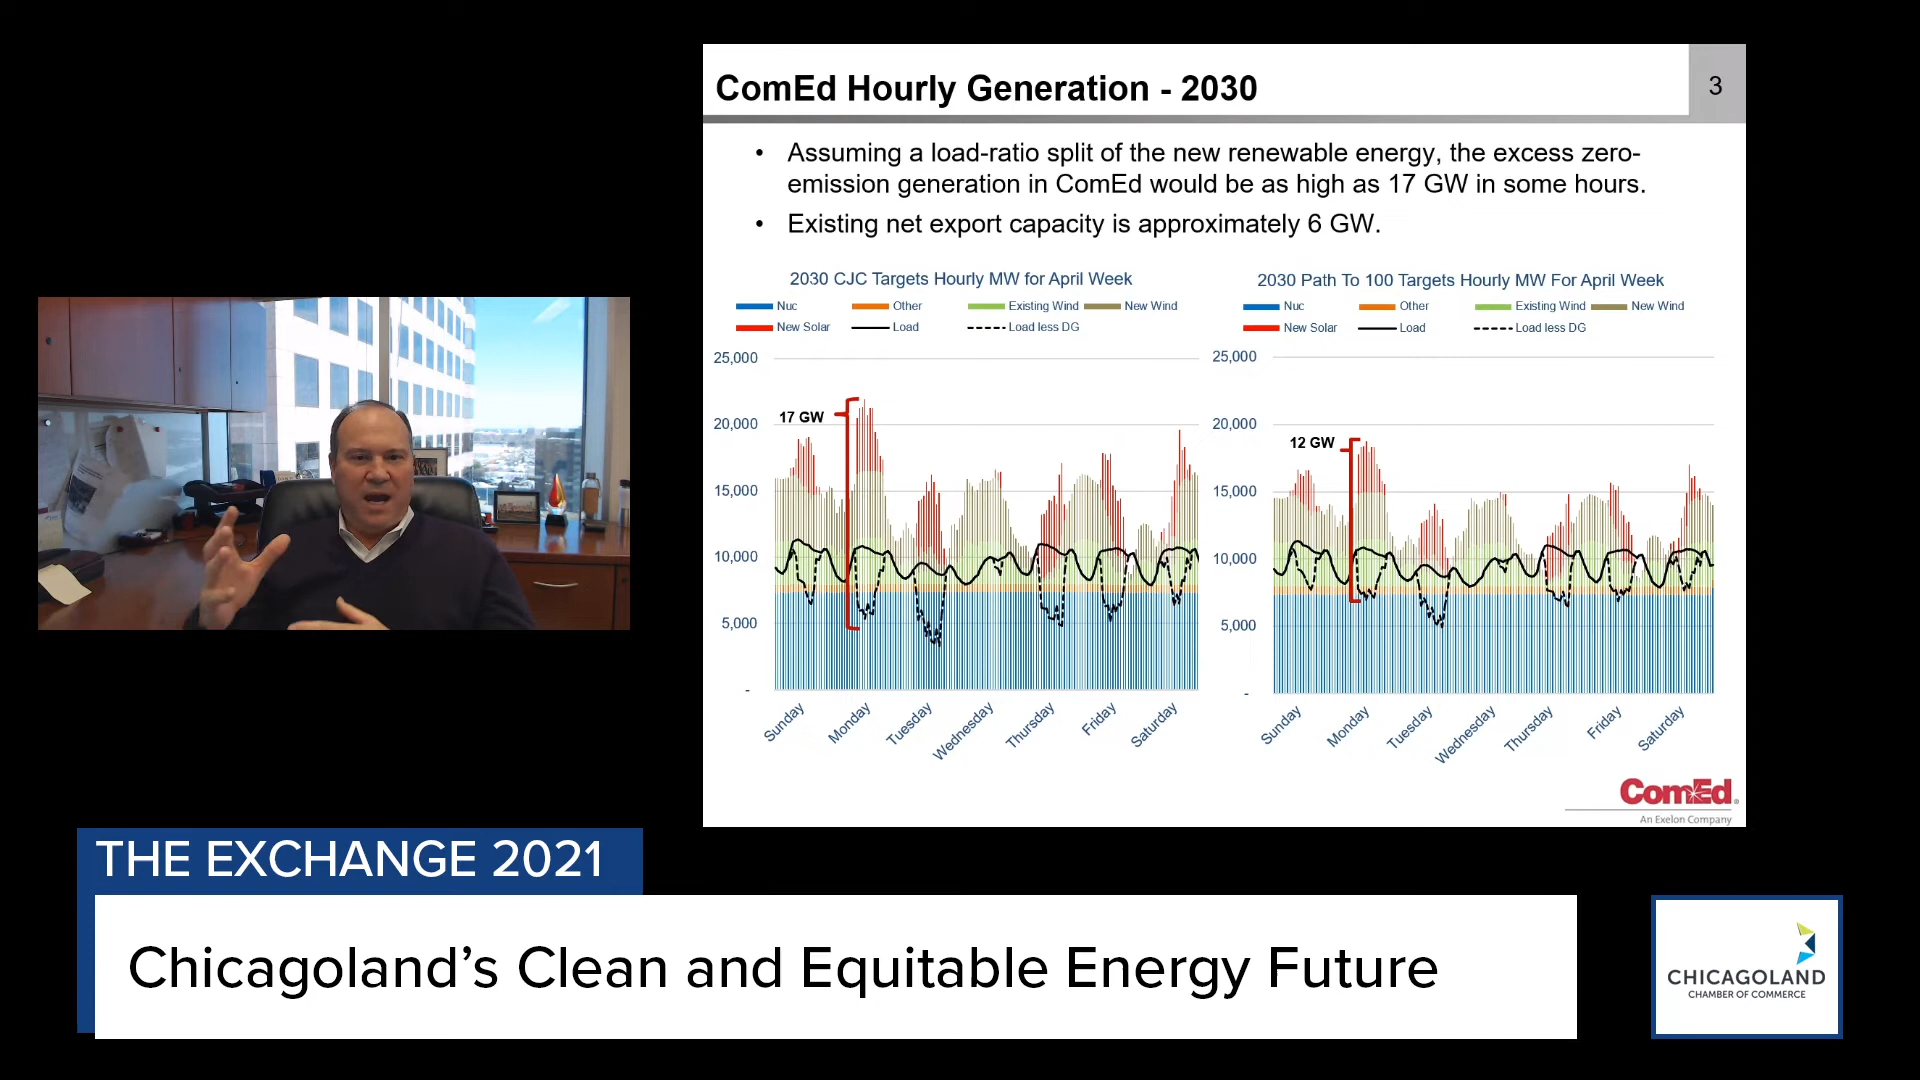 ComEd Hourly Generation - 2030
3
• Assuming a load-ratio split of the new renewable energy, the excess zero-
emission generation in ComEd would be as high as 17 GW in some hours.
• Existing net export capacity is approximately 6 GW.
2030 CJC Targets Hourly MW for April Week
Nuc Other Existing Wind New Wind
New Solar Load Load less DG
25,000
20,000
15,000
10,000
5,000
-
17 GW
Sunday Monday Tuesday Wednesday Thursday Friday Saturday
2030 Path To 100 Targets Hourly MW For April Week
Nuc Other Existing Wind New Wind
New Solar Load Load less DG
25,000
20,000
15,000
10,000
5,000
-
12 GW
Sunday Monday Tuesday Wednesday Thursday Friday Saturday
ComEd®
An Exelon Company
THE EXCHANGE 2021
Chicagoland’s Clean and Equitable Energy Future
CHICAGOLAND
CHAMBER OF COMMERCE